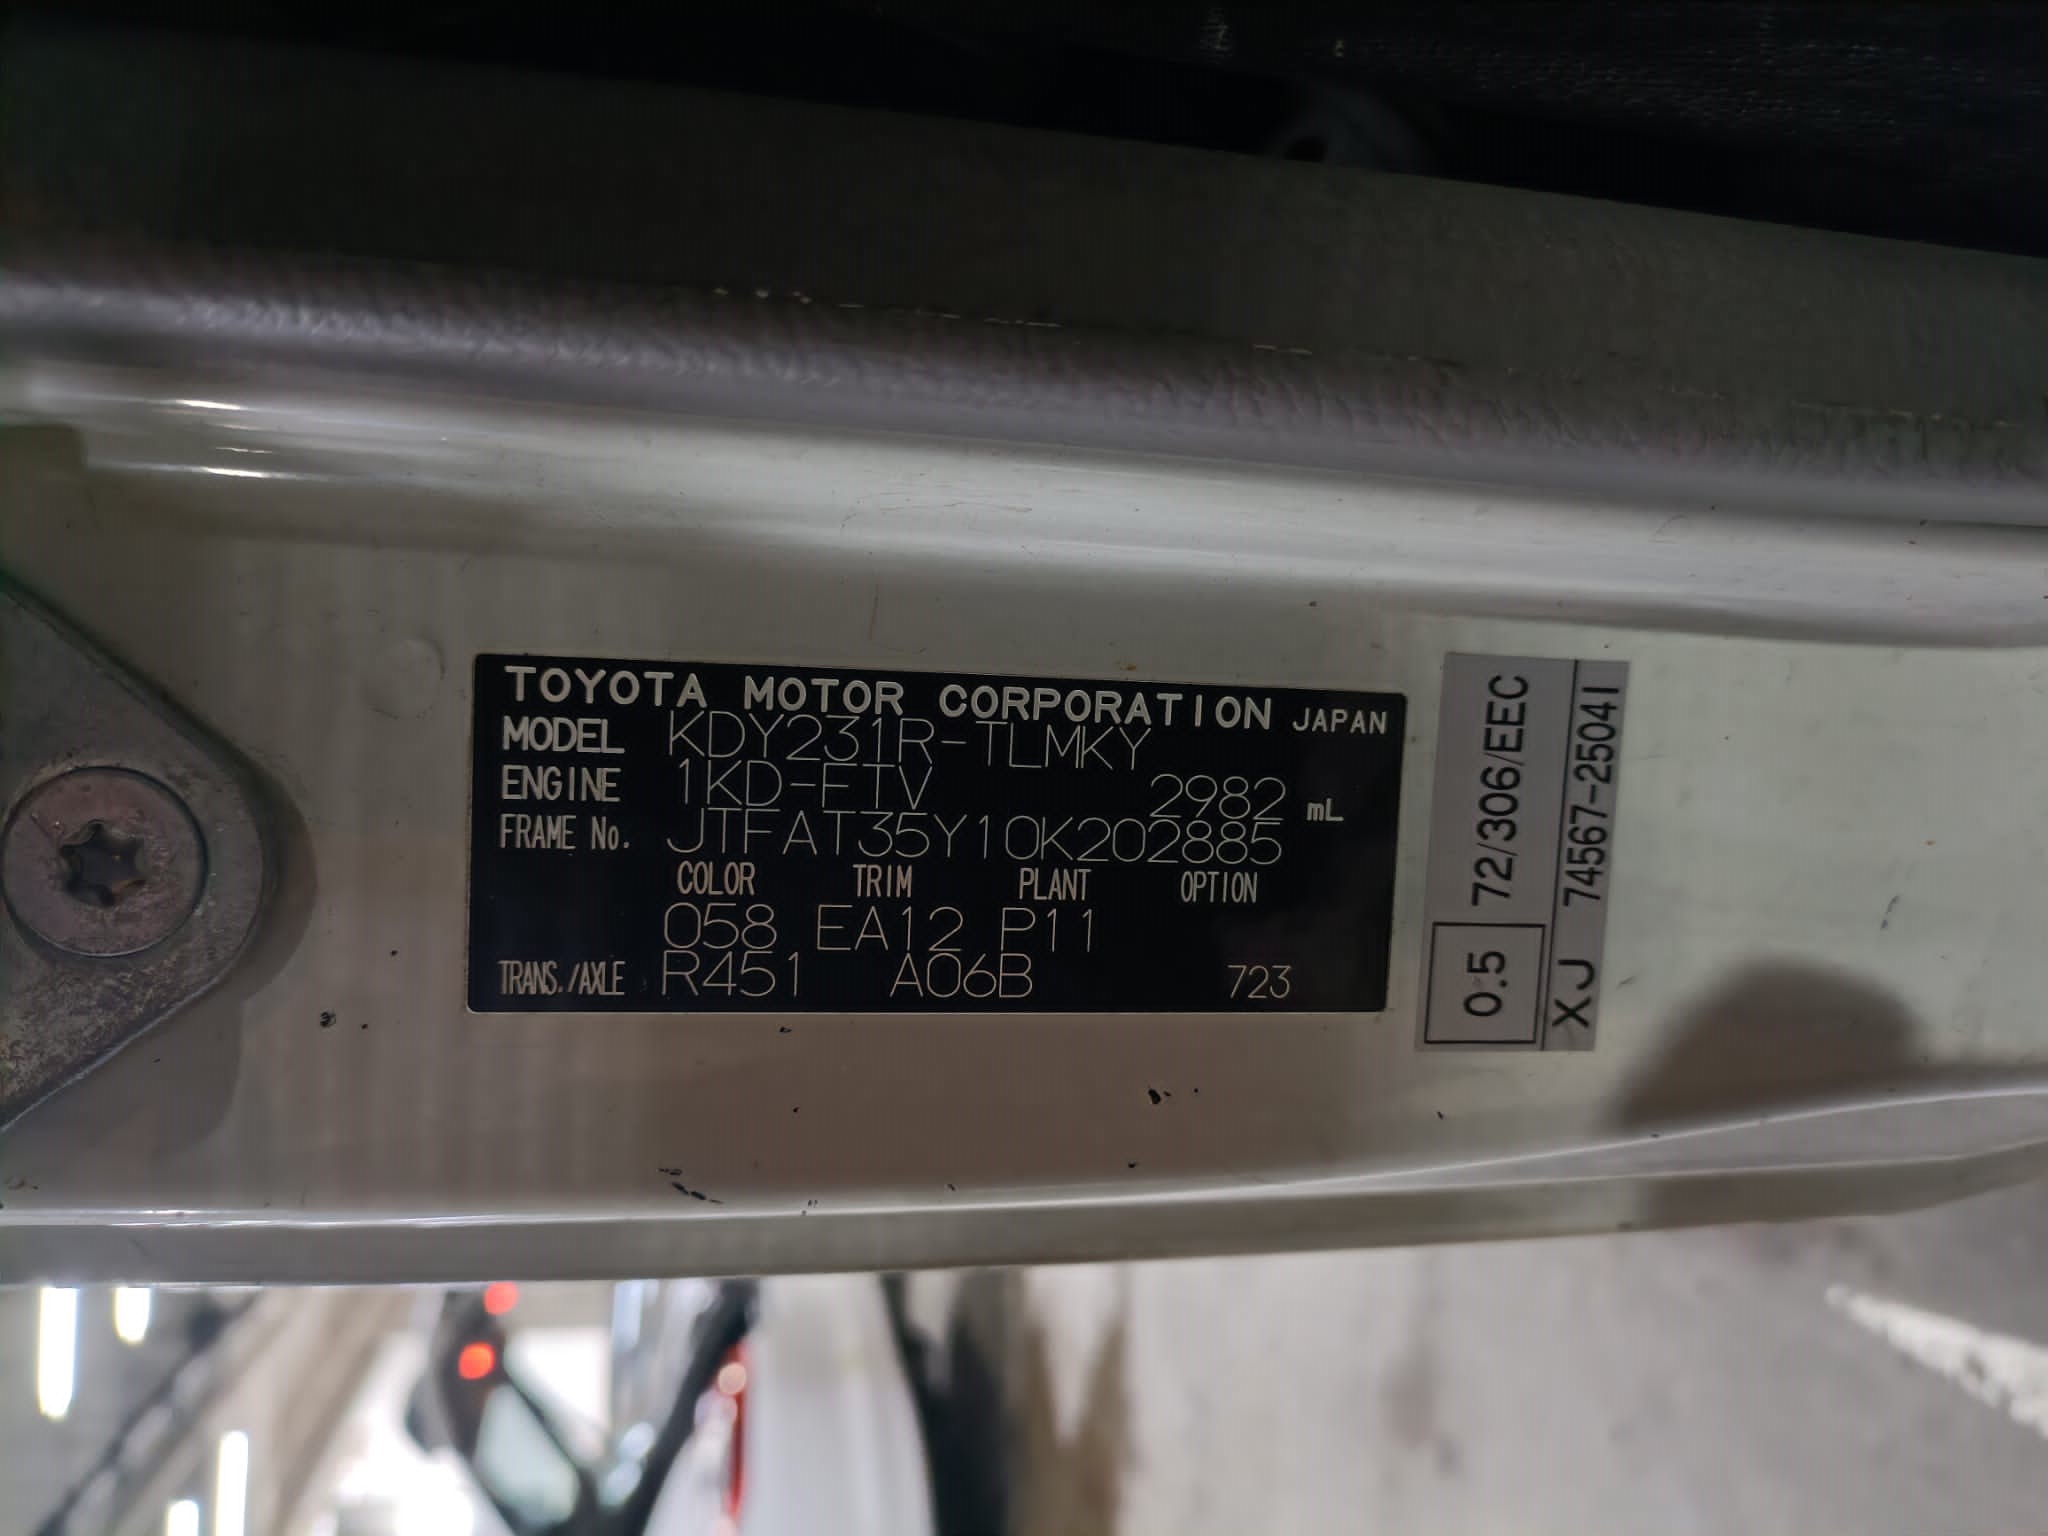 TOYOTA MOTOR CORPORATION JAPAN
MODEL KDY231R-TLMKY
ENGINE 1KD-FTV 2982 mL
FRAME No. JTFAT35Y10K202885
COLOR TRIM PLANT OPTION
058 EA12 P11
TRANS./AXLE R451 A06B 723
0.5 72/306/EEC
XJ 74567-25041